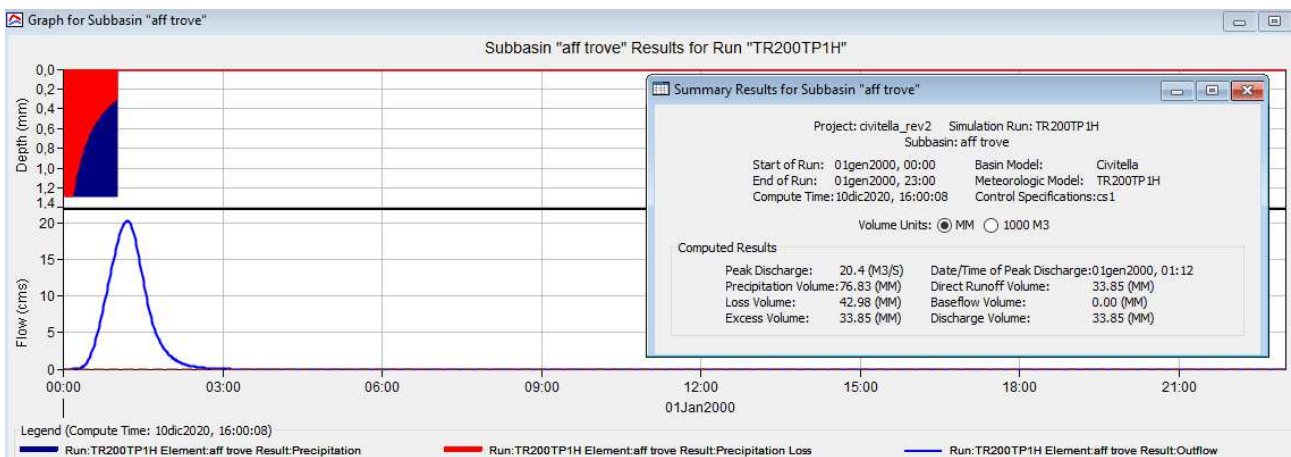 Graph for Subbasin "aff trove"
Subbasin "aff trove" Results for Run "TR200TP1H"
Depth (mm)
0,0
0,2
0,4
0,6
0,8
1,0
1,2
1,4
Flow (cms)
20
15
10
5
0
00:00 03:00 06:00 09:00 12:00 15:00 18:00 21:00
01Jan2000
Summary Results for Subbasin "aff trove"
Project: civitella_rev2 Simulation Run: TR200TP1H
Subbasin: aff trove
Start of Run: 01gen2000, 00:00 Basin Model: Civitella
End of Run: 01gen2000, 23:00 Meteorologic Model: TR200TP1H
Compute Time:10dic2020, 16:00:08 Control Specifications:cs1
Volume Units: MM 1000 M3
Computed Results
Peak Discharge: 20.4 (M3/S) Date/Time of Peak Discharge:01gen2000, 01:12
Precipitation Volume:76.83 (MM) Direct Runoff Volume: 33.85 (MM)
Loss Volume: 42.98 (MM) Baseflow Volume: 0.00 (MM)
Excess Volume: 33.85 (MM) Discharge Volume: 33.85 (MM)
Legend (Compute Time: 10dic2020, 16:00:08)
Run:TR200TP1H Element:aff trove Result:Precipitation Run:TR200TP1H Element:aff trove Result:Precipitation Loss Run:TR200TP1H Element:aff trove Result:Outflow